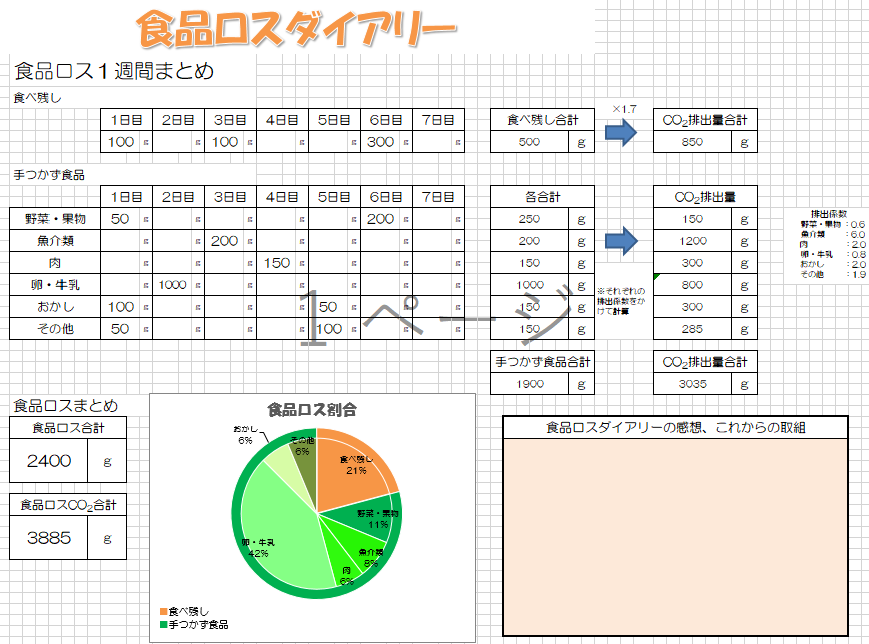 食品ロスダイアリー
食品ロス1週間まとめ
食べ残し
1日目 2日目 3日目 4日目 5日目 6日目 7日目
100 g g 100 g g g 300 g g
食べ残し合計
500 g
×1.7
CO2排出量合計
850 g
手つかず食品
1日目 2日目 3日目 4日目 5日目 6日目 7日目
野菜・果物 50 g g g g g 200 g g
魚介類 g g 200 g g g g g
肉 g g g 150 g g g g
卵・牛乳 g 1000 g g g g g g
おかし 100 g g g g 50 g g g
その他 50 g g g g 100 g g g
各合計
250 g
200 g
150 g
1000 g
150 g
150 g
※それぞれの
排出係数をか
けて計算
CO2排出量
150 g
1200 g
300 g
800 g
300 g
285 g
排出係数
野菜・果物 :0.6
魚介類 :6.0
肉 :2.0
卵・牛乳 :0.8
おかし :2.0
その他 :1.9
1 ページ
手つかず食品合計
1900 g
CO2排出量合計
3035 g
食品ロスまとめ
食品ロス合計
2400 g
食品ロスCO2合計
3885 g
食品ロス割合
食べ残し
21%
野菜・果物
11%
魚介類
8%
肉
6%
卵・牛乳
42%
おかし
6%
その他
6%
食べ残し
手つかず食品
食品ロスダイアリーの感想、これからの取組